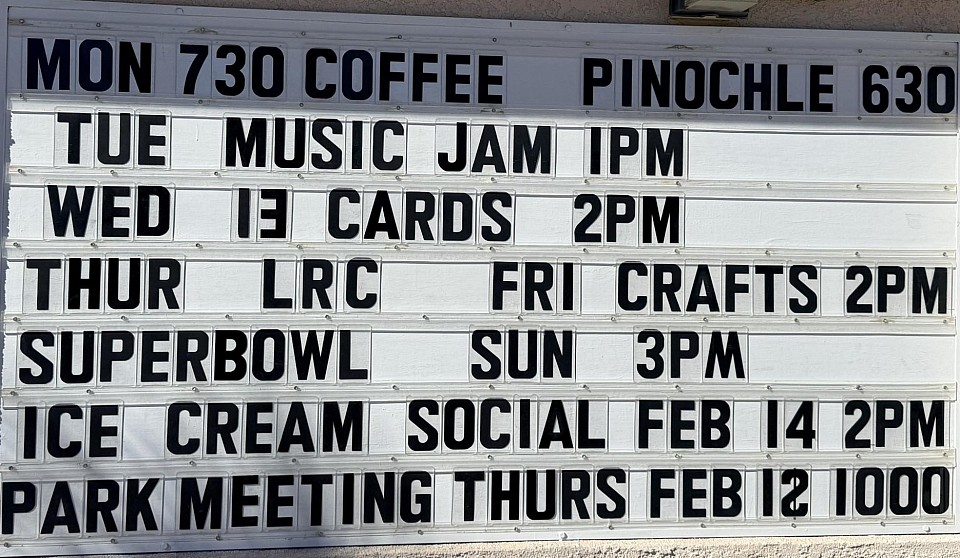 MON 730 COFFEE PINOCHLE 630
TUE MUSIC JAM 1PM
WED 13 CARDS 2PM
THUR LRC FRI CRAFTS 2PM
SUPERBOWL SUN 3PM
ICE CREAM SOCIAL FEB 14 2PM
PARK MEETING THURS FEB 12 1000